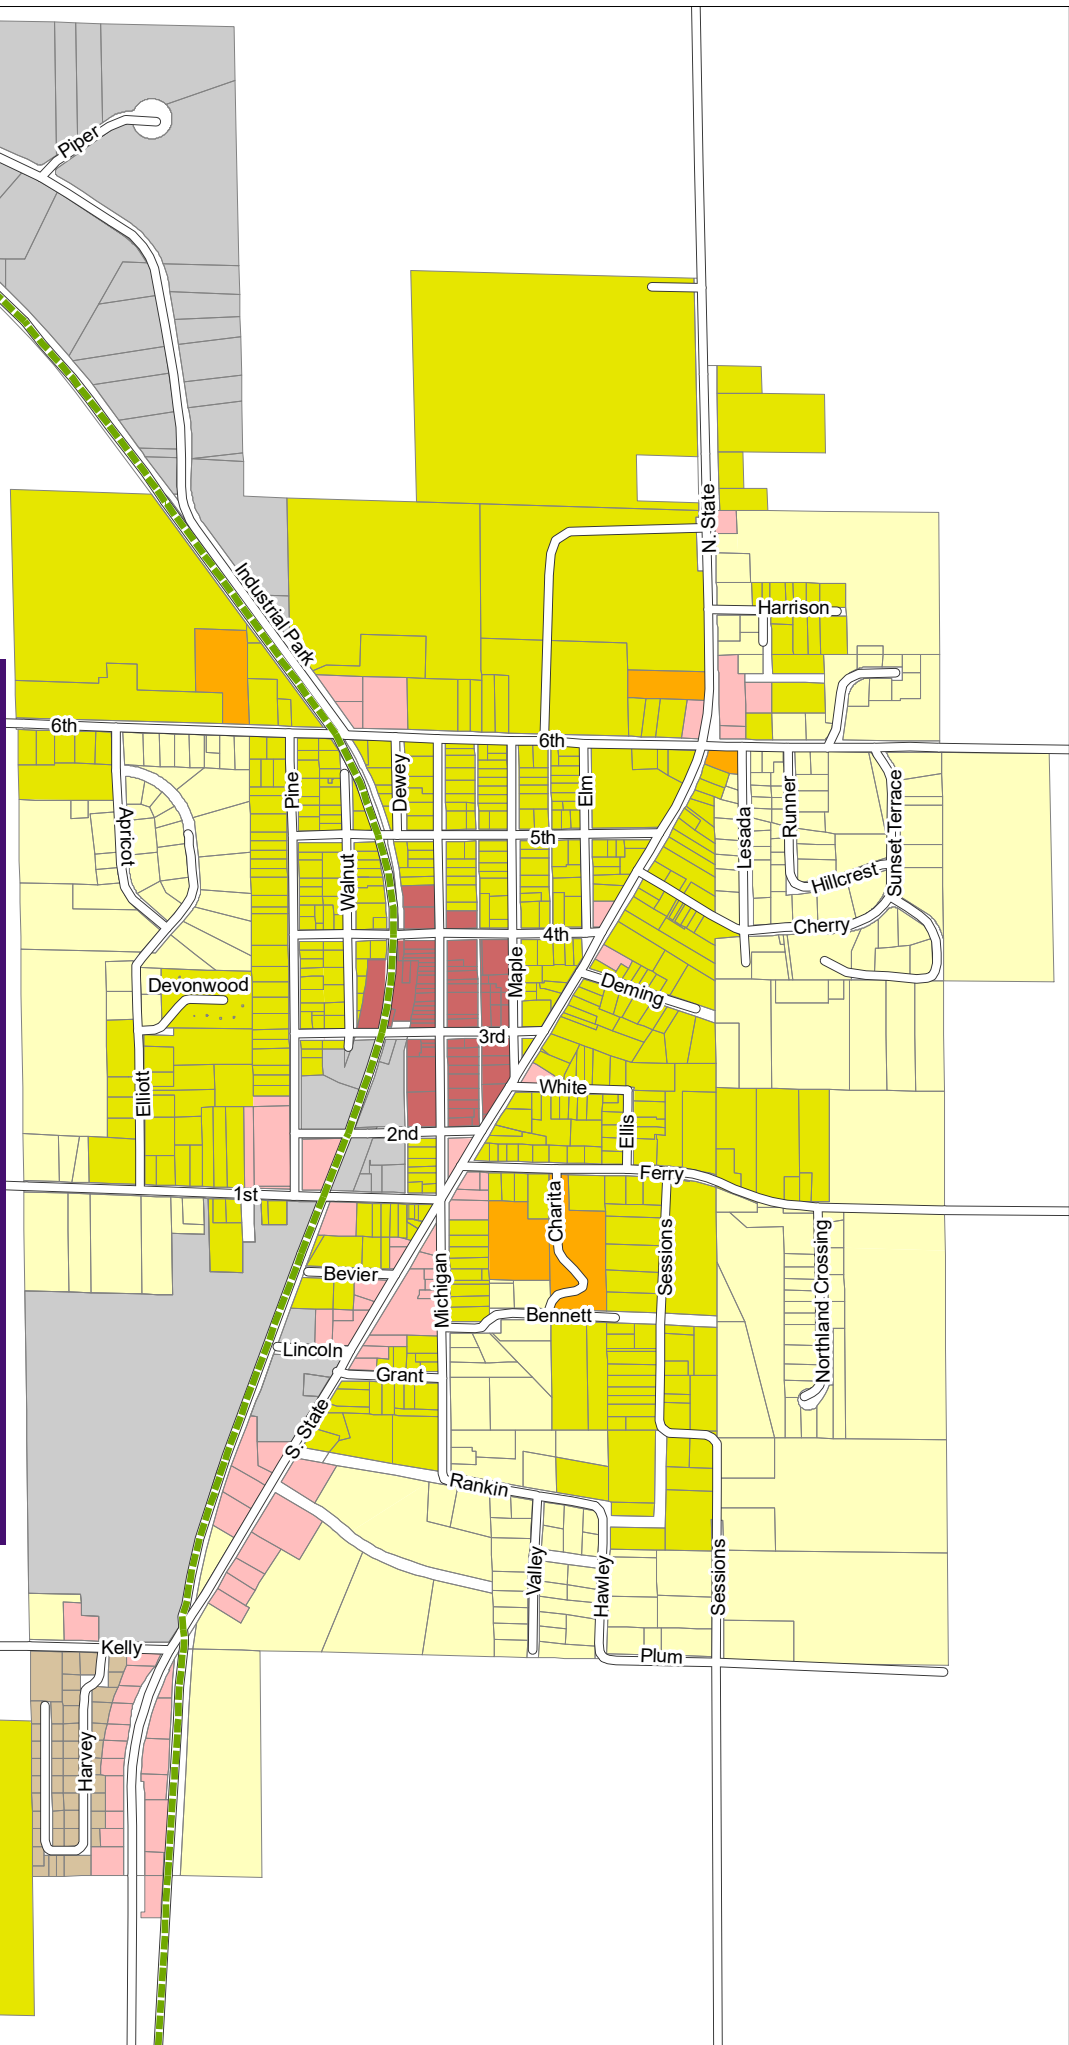 Piper
N. State
Industrial Park
Harrison
6th
6th
Pine
Dewey
Elm
Apricot
Walnut
5th
Lesada
Runner
Sunset Terrace
Hillcrest
4th
Cherry
Maple
Devonwood
Deming
3rd
Elliott
White
2nd
Ellis
Ferry
1st
Charita
Sessions
Northland Crossing
Bevier
Michigan
Bennett
Lincoln
Grant
S. State
Rankin
Valley
Hawley
Sessions
Kelly
Plum
Harvey